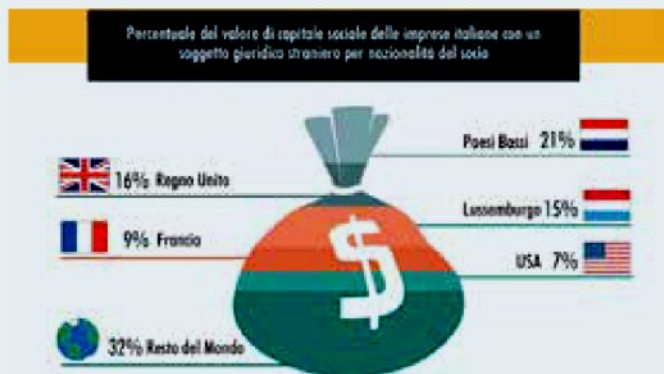 Percentuale del valore di capitale sociale delle imprese italiane con un
soggetto giuridico straniero per nazionalità del socio
Paesi Bassi 21%
16% Regno Unito
Lussemburgo 15%
9% Francia
USA 7%
32% Resto del Mondo